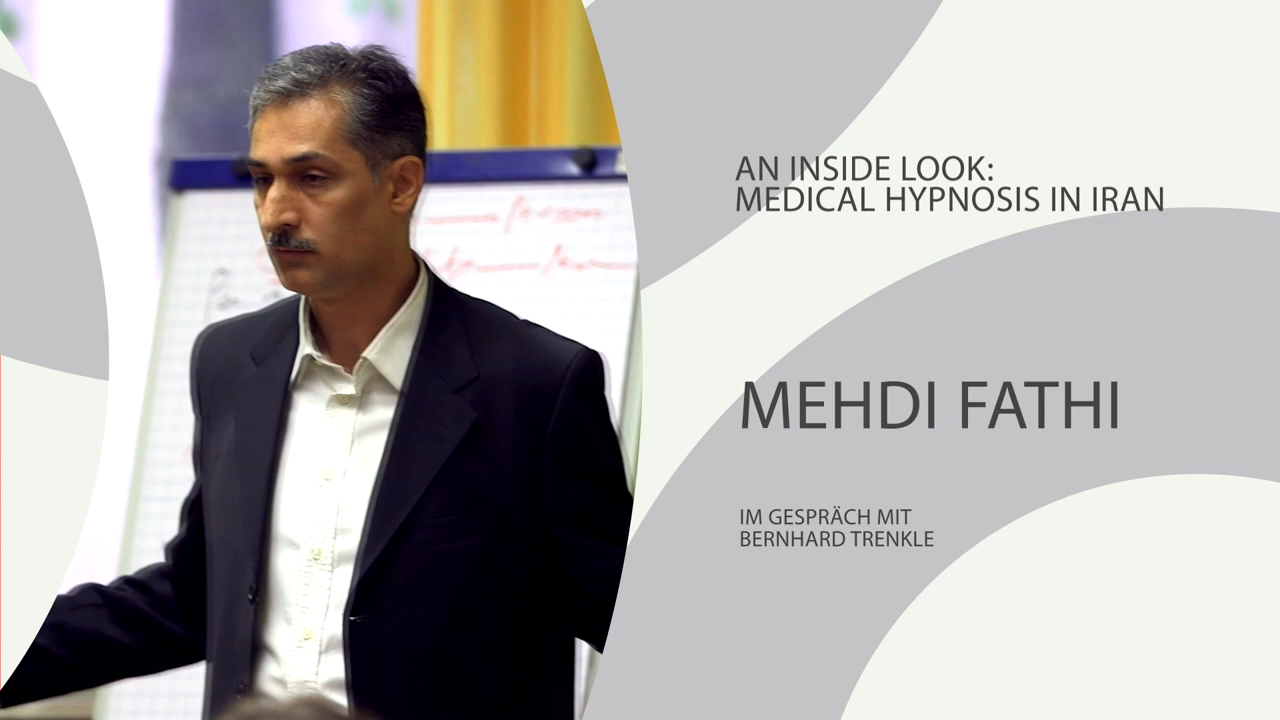 AN INSIDE LOOK:
MEDICAL HYPNOSIS IN IRAN
MEHDI FATHI
IM GESPRÄCH MIT
BERNHARD TRENKLE